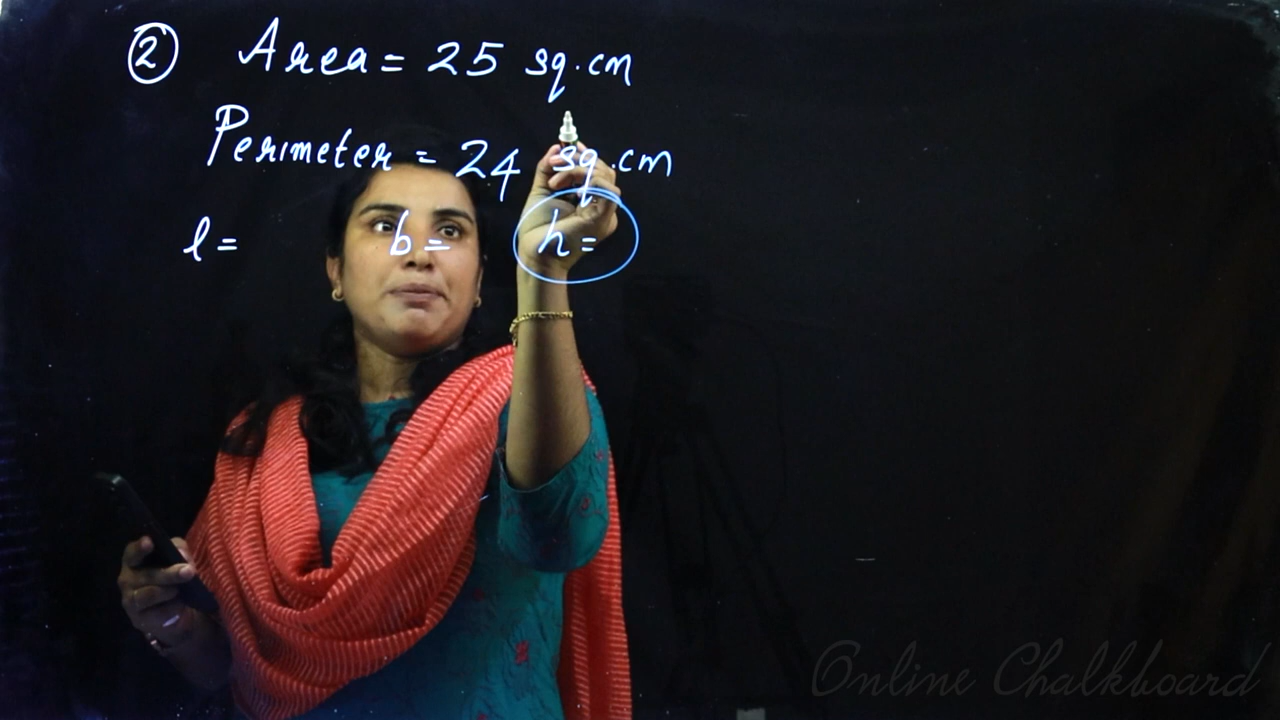 ② Area = 25 sq.cm
Perimeter = 24 sq.cm
l = b = h =
Online Chalkboard